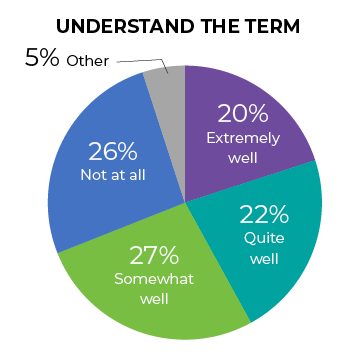 UNDERSTAND THE TERM
5% Other
20%
Extremely
well
22%
Quite
well
27%
Somewhat
well
26%
Not at all